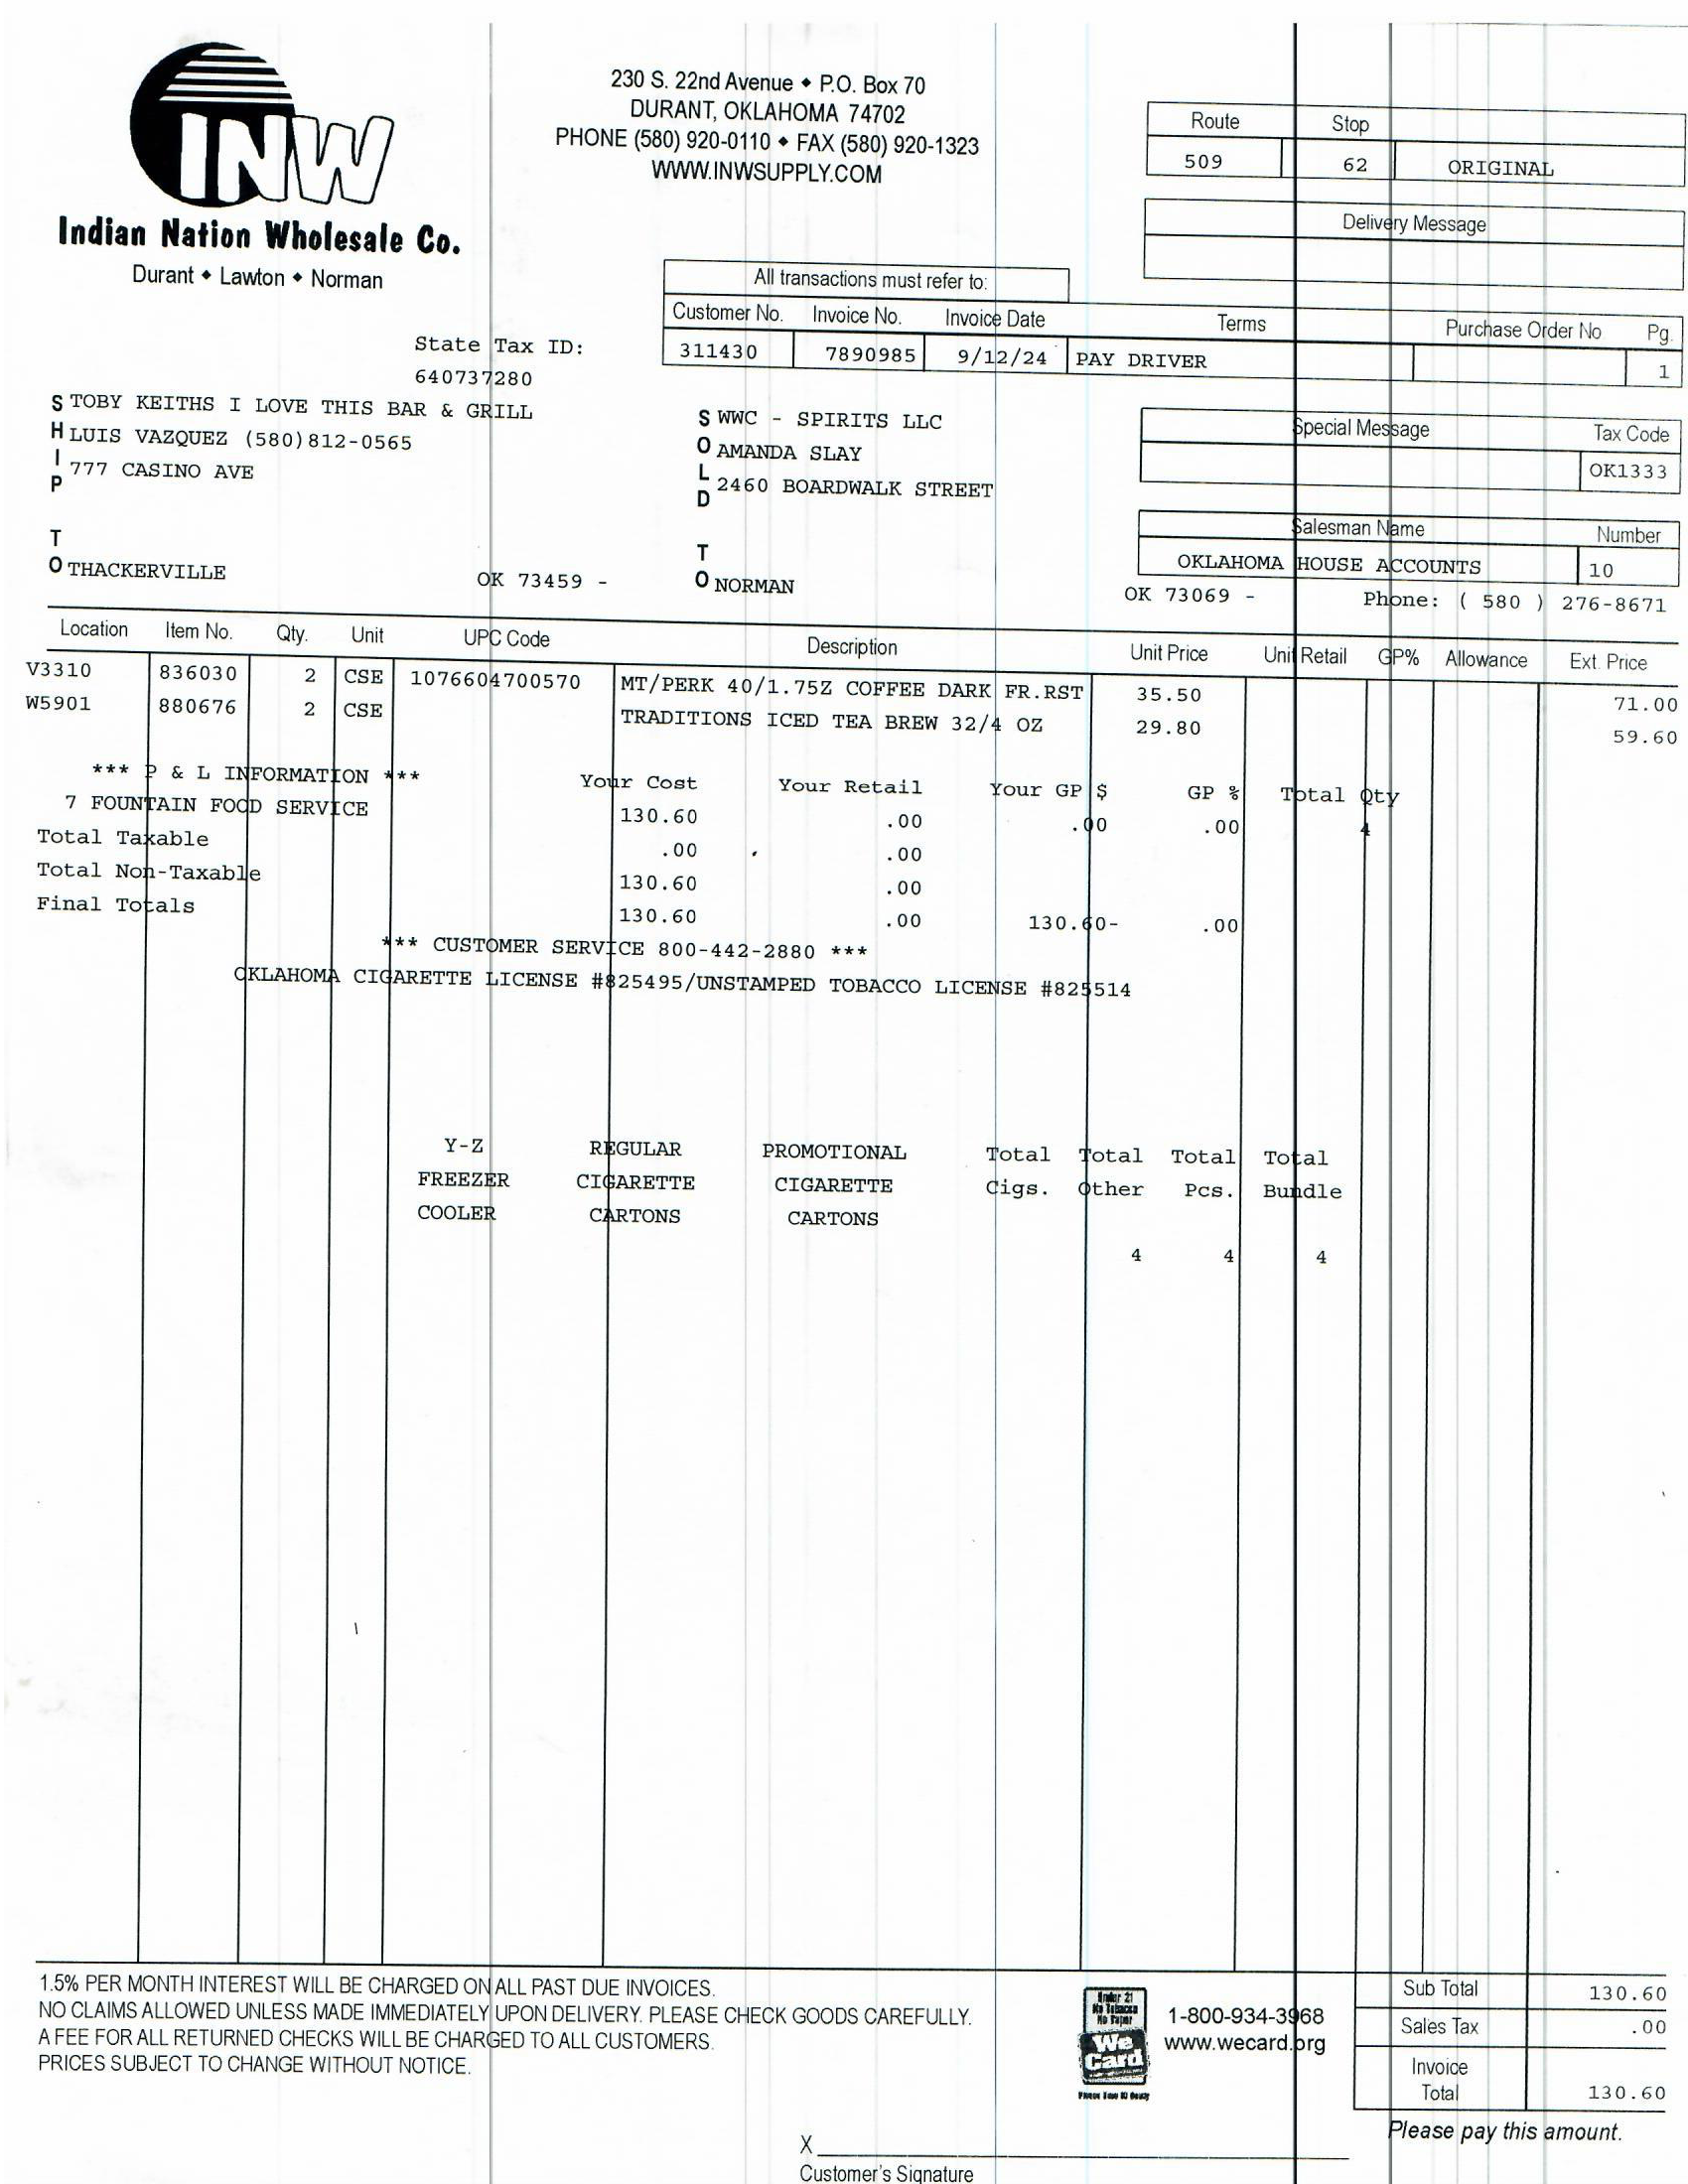 INW
Indian Nation Wholesale Co.
Durant ◆ Lawton ◆ Norman
230 S. 22nd Avenue ◆ P.O. Box 70
DURANT, OKLAHOMA 74702
PHONE (580) 920-0110 ◆ FAX (580) 920-1323
WWW.INWSUPPLY.COM
Route Stop
509 62 ORIGINAL
Delivery Message
All transactions must refer to:
Customer No. Invoice No. Invoice Date Terms Purchase Order No Pg.
311430 7890985 9/12/24 PAY DRIVER 1
State Tax ID:
640737280
SHIP TO
TOBY KEITHS I LOVE THIS BAR & GRILL
LUIS VAZQUEZ (580)812-0565
777 CASINO AVE
THACKERVILLE OK 73459 -
SOLD TO
WWC - SPIRITS LLC
AMANDA SLAY
2460 BOARDWALK STREET
NORMAN OK 73069 -
Special Message Tax Code
OK1333
Salesman Name Number
OKLAHOMA HOUSE ACCOUNTS 10
Phone: ( 580 ) 276-8671
Location Item No. Qty. Unit UPC Code Description Unit Price Unit Retail GP% Allowance Ext. Price
V3310 836030 2 CSE 1076604700570 MT/PERK 40/1.75Z COFFEE DARK FR.RST 35.50 71.00
W5901 880676 2 CSE TRADITIONS ICED TEA BREW 32/4 OZ 29.80 59.60
*** P & L INFORMATION *** Your Cost Your Retail Your GP $ GP % Total Qty
7 FOUNTAIN FOOD SERVICE 130.60 .00 .00 .00 4
Total Taxable .00 .00
Total Non-Taxable 130.60 .00
Final Totals 130.60 .00 130.60- .00
*** CUSTOMER SERVICE 800-442-2880 ***
OKLAHOMA CIGARETTE LICENSE #825495/UNSTAMPED TOBACCO LICENSE #825514
Y-Z REGULAR PROMOTIONAL Total Total Total Total
FREEZER CIGARETTE CIGARETTE Cigs. Other Pcs. Bundle
COOLER CARTONS CARTONS
4 4 4
1.5% PER MONTH INTEREST WILL BE CHARGED ON ALL PAST DUE INVOICES.
NO CLAIMS ALLOWED UNLESS MADE IMMEDIATELY UPON DELIVERY. PLEASE CHECK GOODS CAREFULLY.
A FEE FOR ALL RETURNED CHECKS WILL BE CHARGED TO ALL CUSTOMERS.
PRICES SUBJECT TO CHANGE WITHOUT NOTICE.
Under 21
No Tobacco
No Vapor
We Card
1-800-934-3968
www.wecard.org
Sub Total 130.60
Sales Tax .00
Invoice Total 130.60
Please pay this amount.
X
Customer's Signature